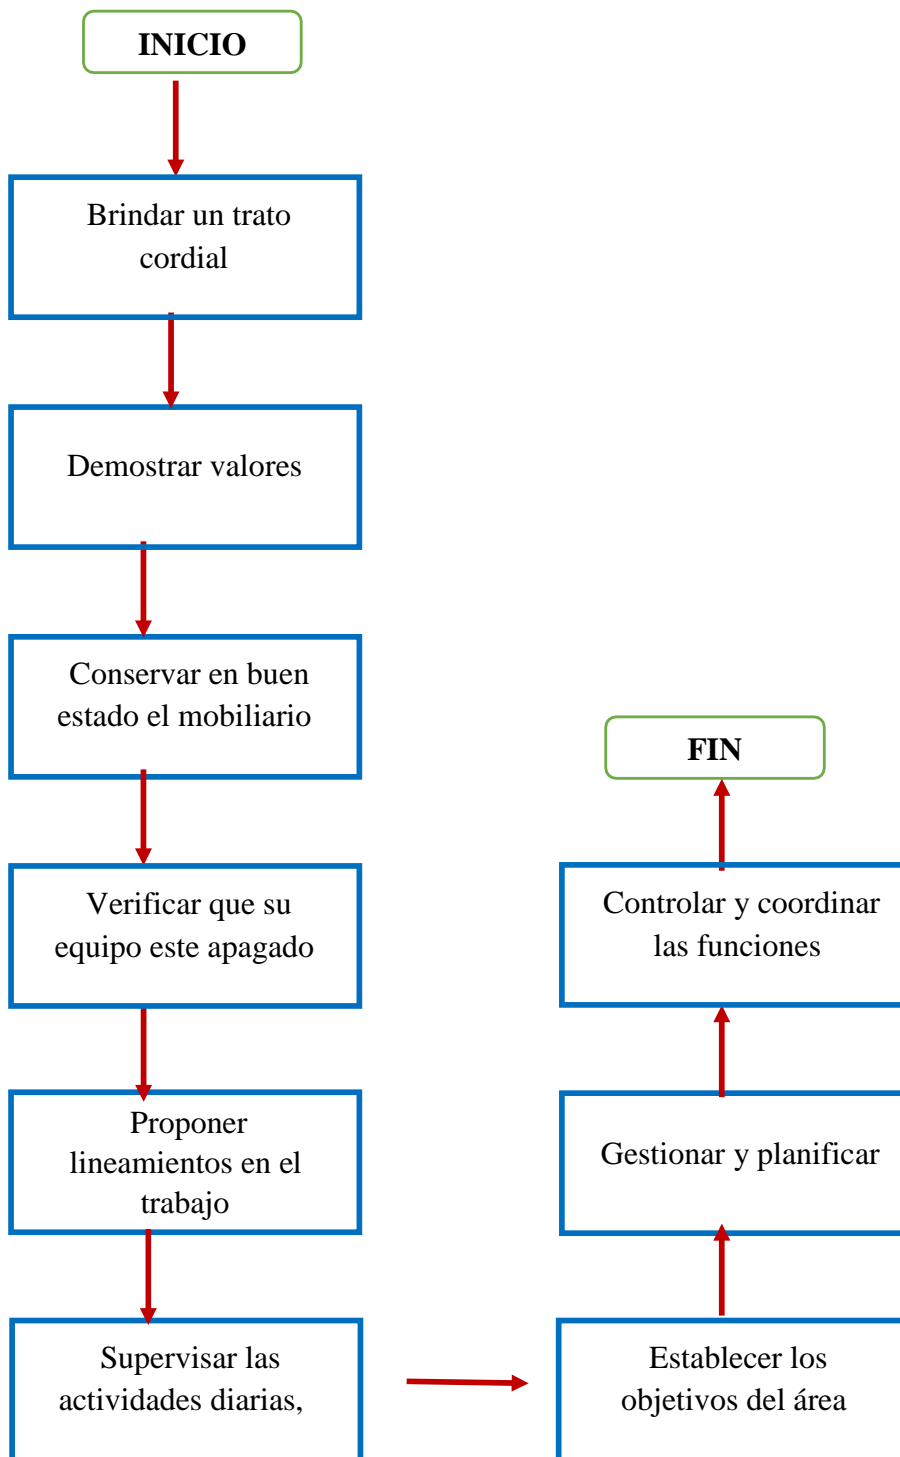 INICIO
Brindar un trato
cordial
Demostrar valores
Conservar en buen
estado el mobiliario
Verificar que su
equipo este apagado
Proponer
lineamientos en el
trabajo
Supervisar las
actividades diarias,
Establecer los
objetivos del área
Gestionar y planificar
Controlar y coordinar
las funciones
FIN